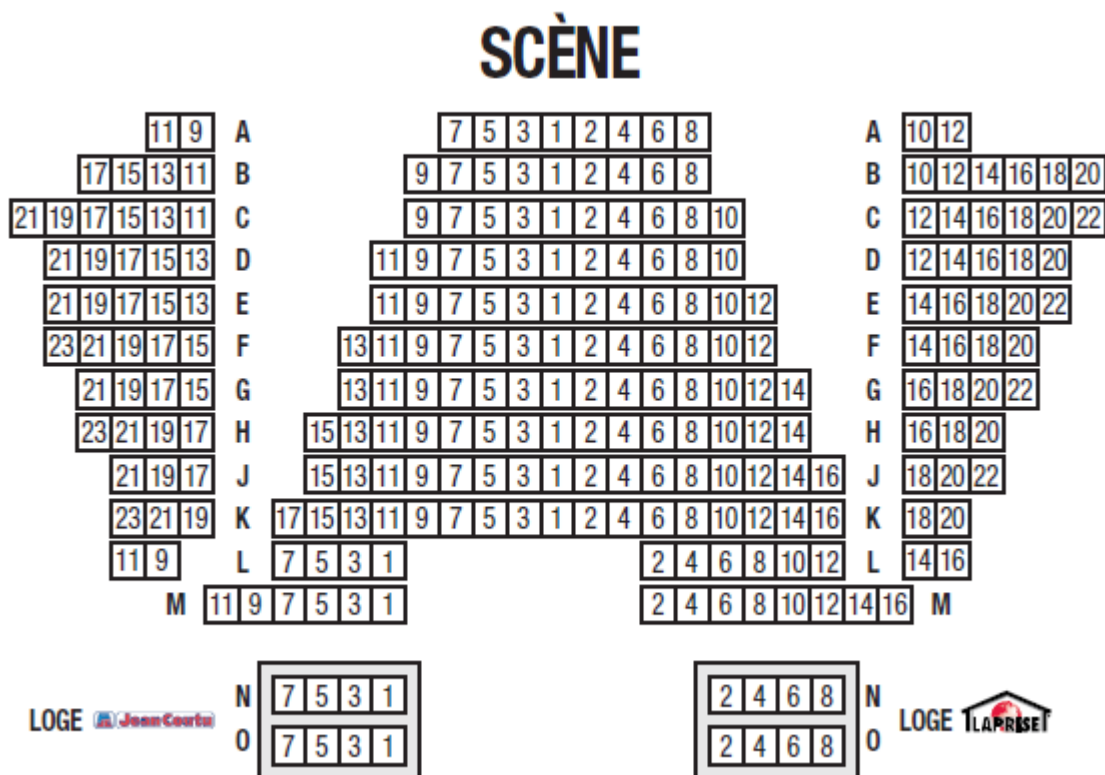 SCÈNE
11 9 A 7 5 3 1 2 4 6 8 A 10 12
17 15 13 11 B 9 7 5 3 1 2 4 6 8 B 10 12 14 16 18 20
21 19 17 15 13 11 C 9 7 5 3 1 2 4 6 8 10 C 12 14 16 18 20 22
21 19 17 15 13 D 11 9 7 5 3 1 2 4 6 8 10 D 12 14 16 18 20
21 19 17 15 13 E 11 9 7 5 3 1 2 4 6 8 10 12 E 14 16 18 20 22
23 21 19 17 15 F 13 11 9 7 5 3 1 2 4 6 8 10 12 F 14 16 18 20
21 19 17 15 G 13 11 9 7 5 3 1 2 4 6 8 10 12 14 G 16 18 20 22
23 21 19 17 H 15 13 11 9 7 5 3 1 2 4 6 8 10 12 14 H 16 18 20
21 19 17 J 15 13 11 9 7 5 3 1 2 4 6 8 10 12 14 16 J 18 20 22
23 21 19 K 17 15 13 11 9 7 5 3 1 2 4 6 8 10 12 14 16 K 18 20
11 9 L 7 5 3 1 2 4 6 8 10 12 L 14 16
M 11 9 7 5 3 1 2 4 6 8 10 12 14 16 M
N 7 5 3 1 2 4 6 8 N
LOGE Jean Coutu LOGE LAPRISE
O 7 5 3 1 2 4 6 8 O